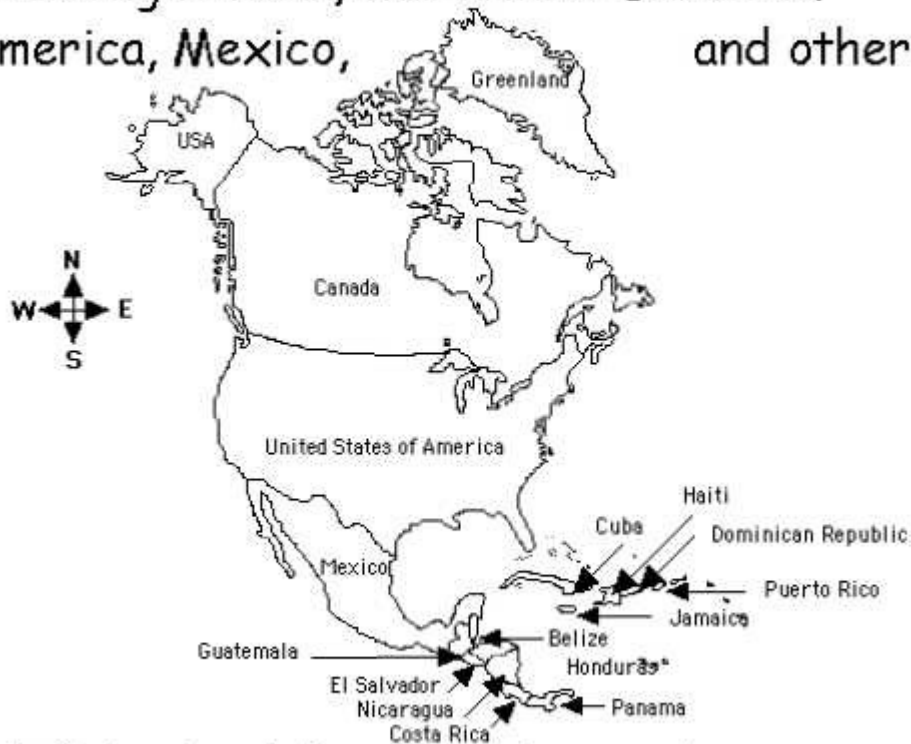 merica, Mexico, and other
Greenland
USA
N
W E
S
Canada
United States of America
Haiti
Cuba
Dominican Republic
Mexico
Puerto Rico
Jamaica
Belize
Guatemala
Honduras
El Salvador
Nicaragua
Panama
Costa Rica